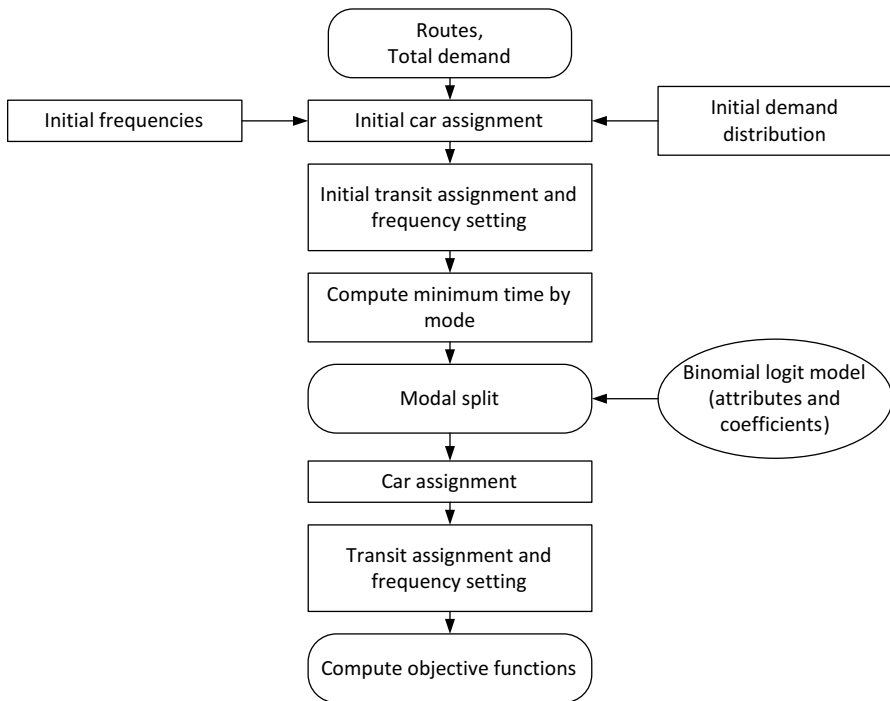 Routes,
Total demand
Initial frequencies
Initial car assignment
Initial demand
distribution
Initial transit assignment and
frequency setting
Compute minimum time by
mode
Modal split
Binomial logit model
(attributes and
coefficients)
Car assignment
Transit assignment and
frequency setting
Compute objective functions